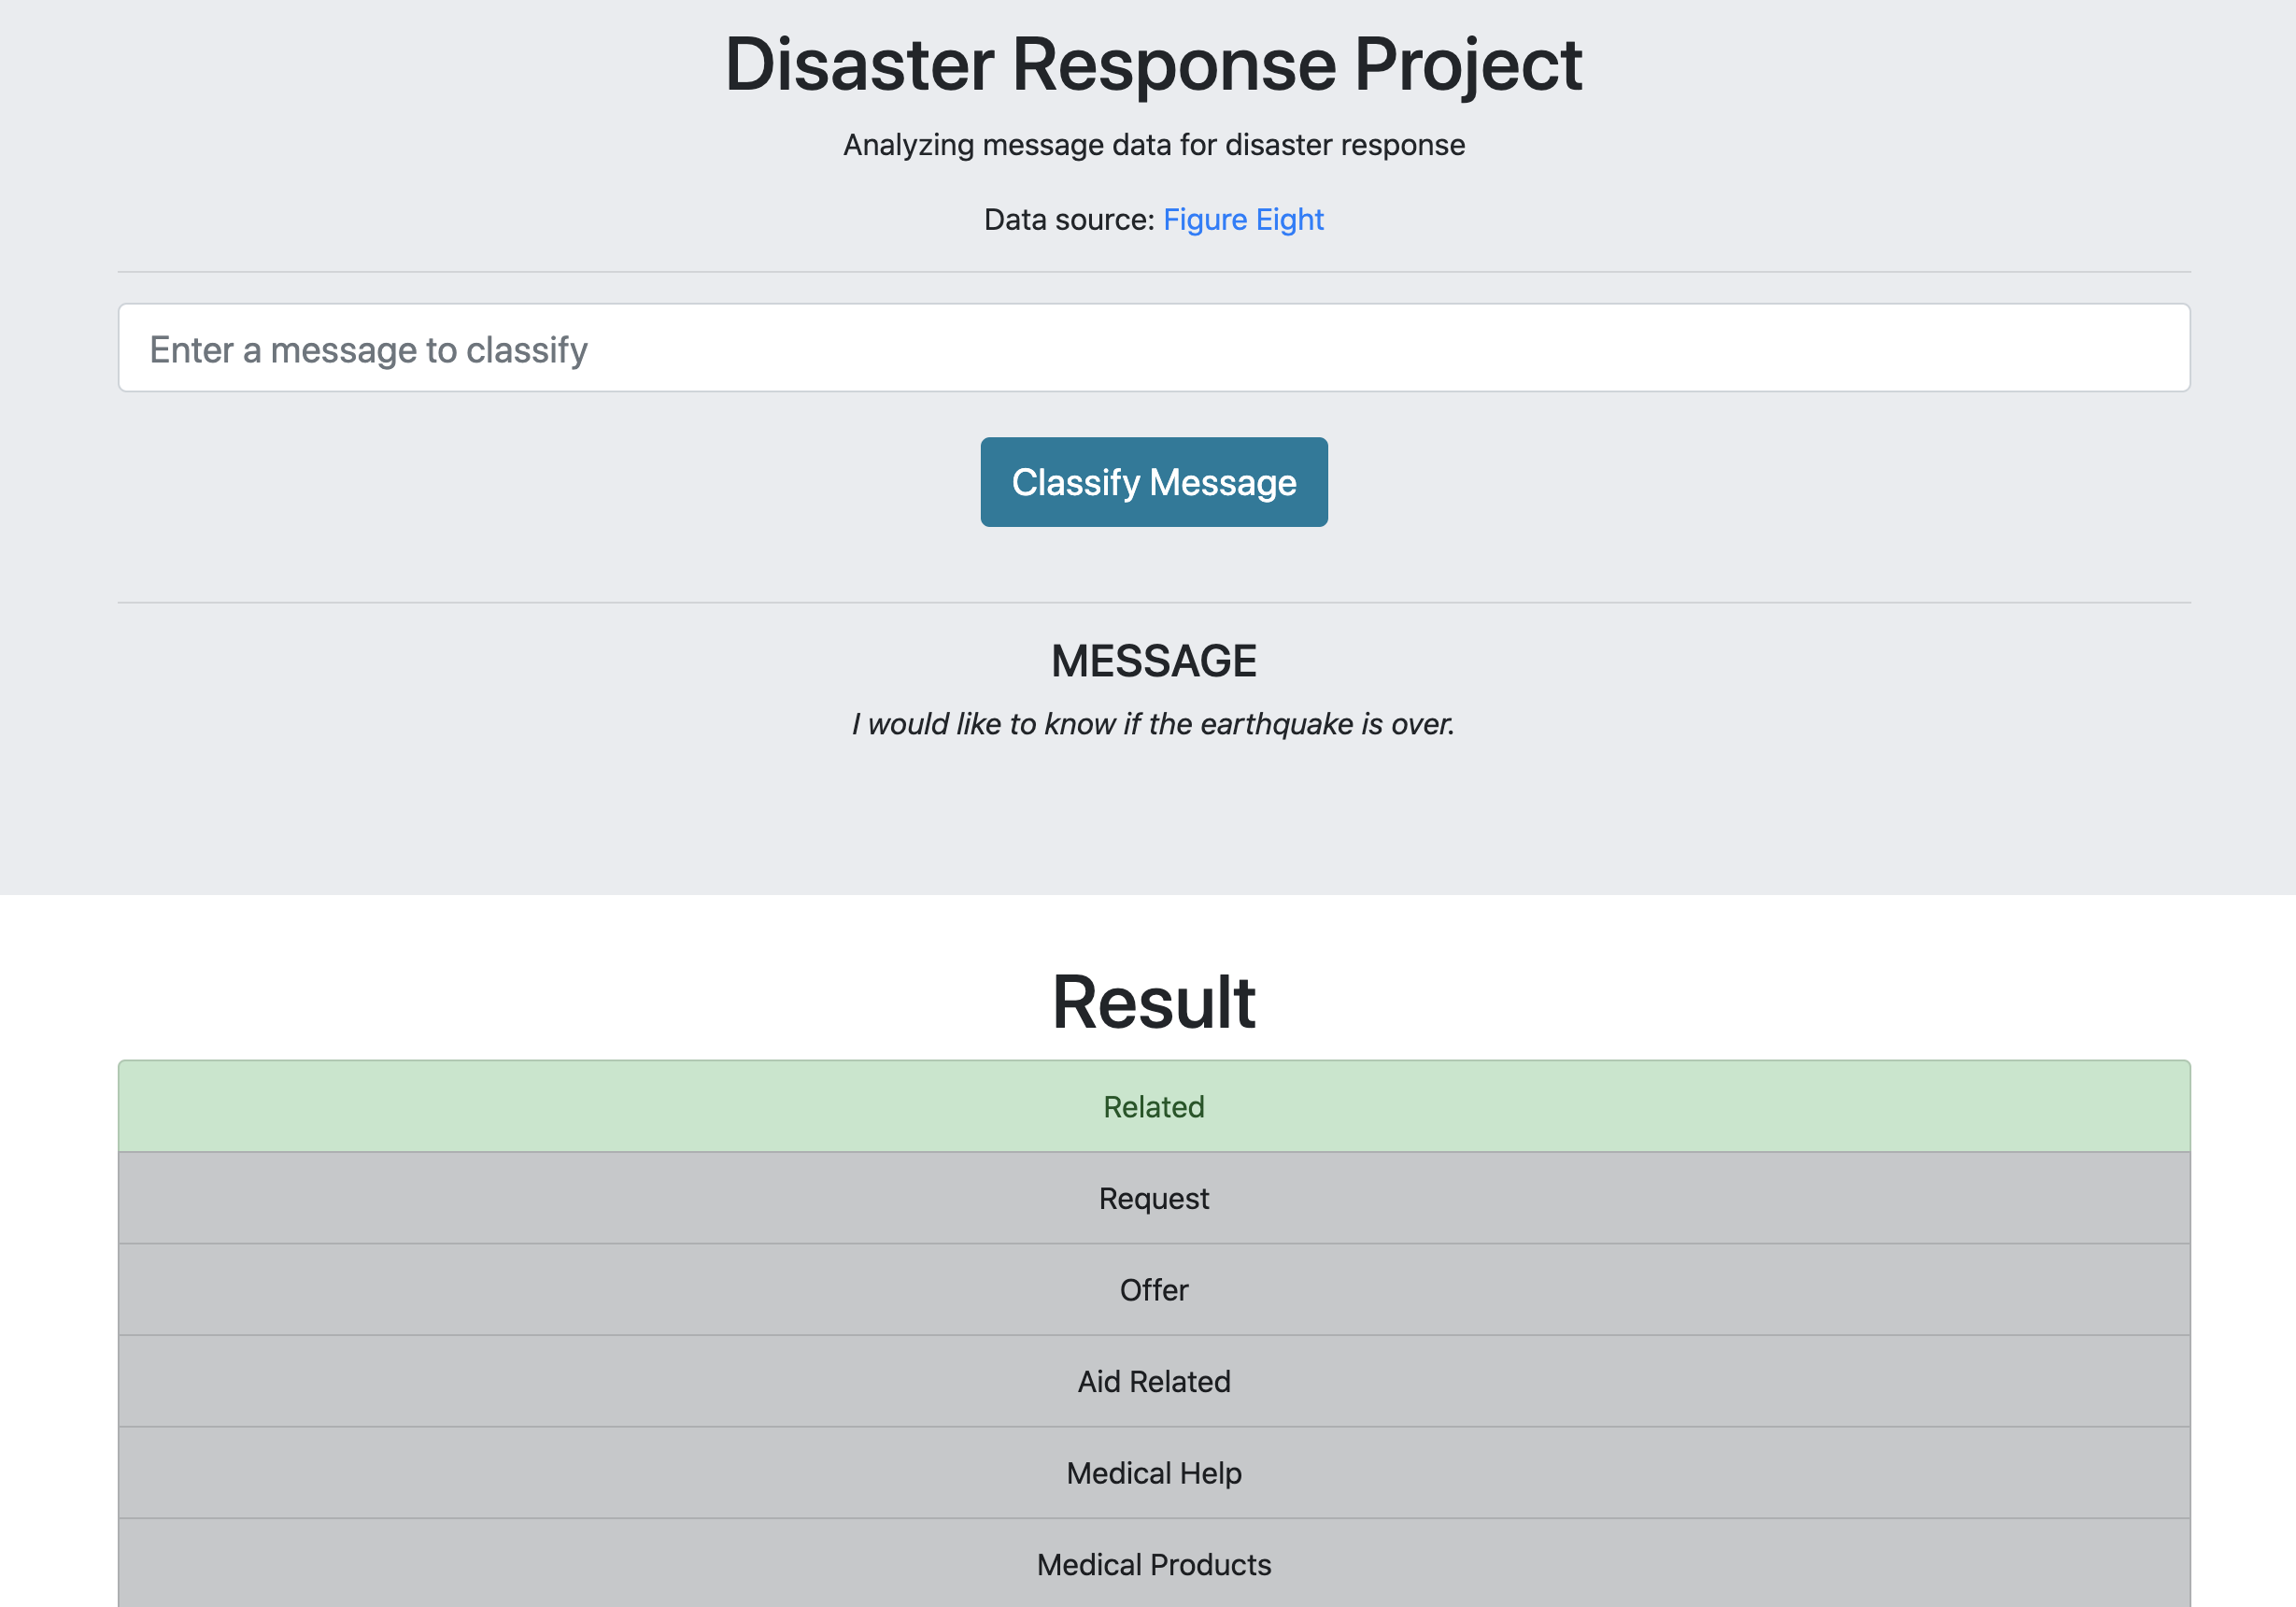 Disaster Response Project
Analyzing message data for disaster response
Data source: Figure Eight
Enter a message to classify
Classify Message
MESSAGE
I would like to know if the earthquake is over.
Result
Related
Request
Offer
Aid Related
Medical Help
Medical Products